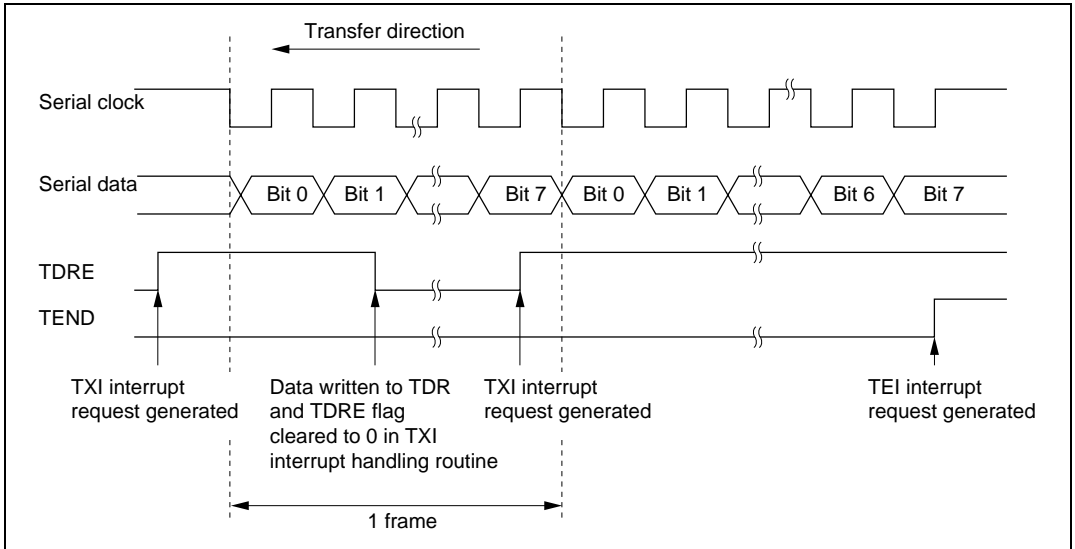 Transfer direction
Serial clock
Serial data
Bit 0 Bit 1 Bit 7 Bit 0 Bit 1 Bit 6 Bit 7
TDRE
TEND
TXI interrupt
request generated
Data written to TDR
and TDRE flag
cleared to 0 in TXI
interrupt handling routine
TXI interrupt
request generated
TEI interrupt
request generated
1 frame